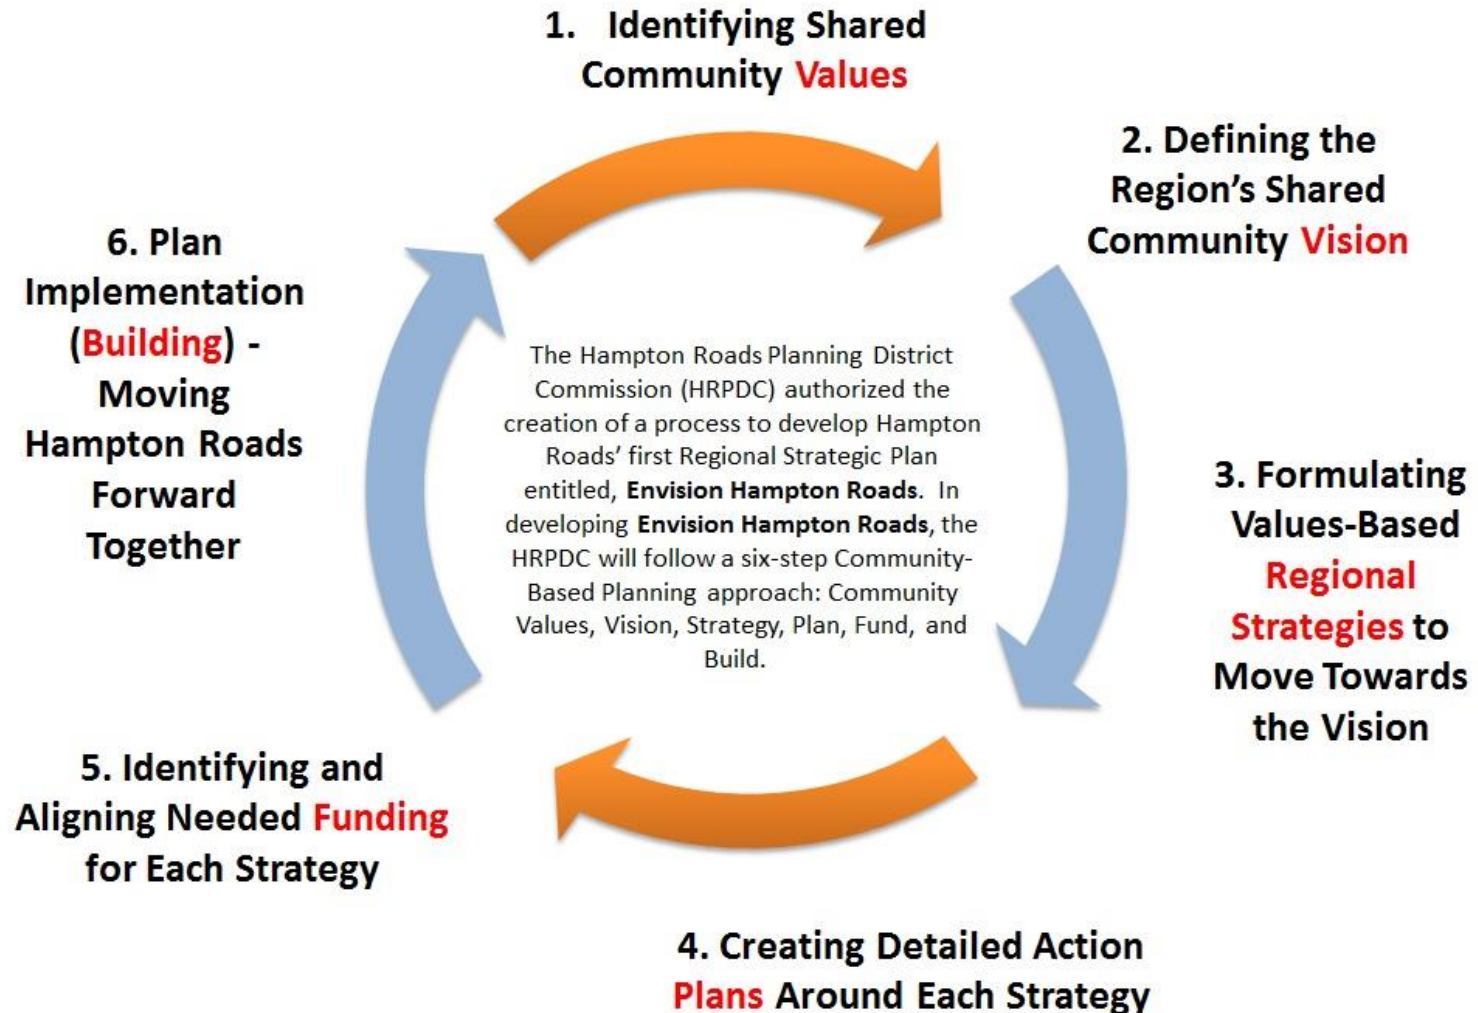 1. Identifying Shared
Community Values
2. Defining the
Region’s Shared
Community Vision
3. Formulating
Values-Based
Regional
Strategies to
Move Towards
the Vision
4. Creating Detailed Action
Plans Around Each Strategy
5. Identifying and
Aligning Needed Funding
for Each Strategy
6. Plan
Implementation
(Building) -
Moving
Hampton Roads
Forward
Together
The Hampton Roads Planning District
Commission (HRPDC) authorized the
creation of a process to develop Hampton
Roads’ first Regional Strategic Plan
entitled, Envision Hampton Roads. In
developing Envision Hampton Roads, the
HRPDC will follow a six-step Community-
Based Planning approach: Community
Values, Vision, Strategy, Plan, Fund, and
Build.